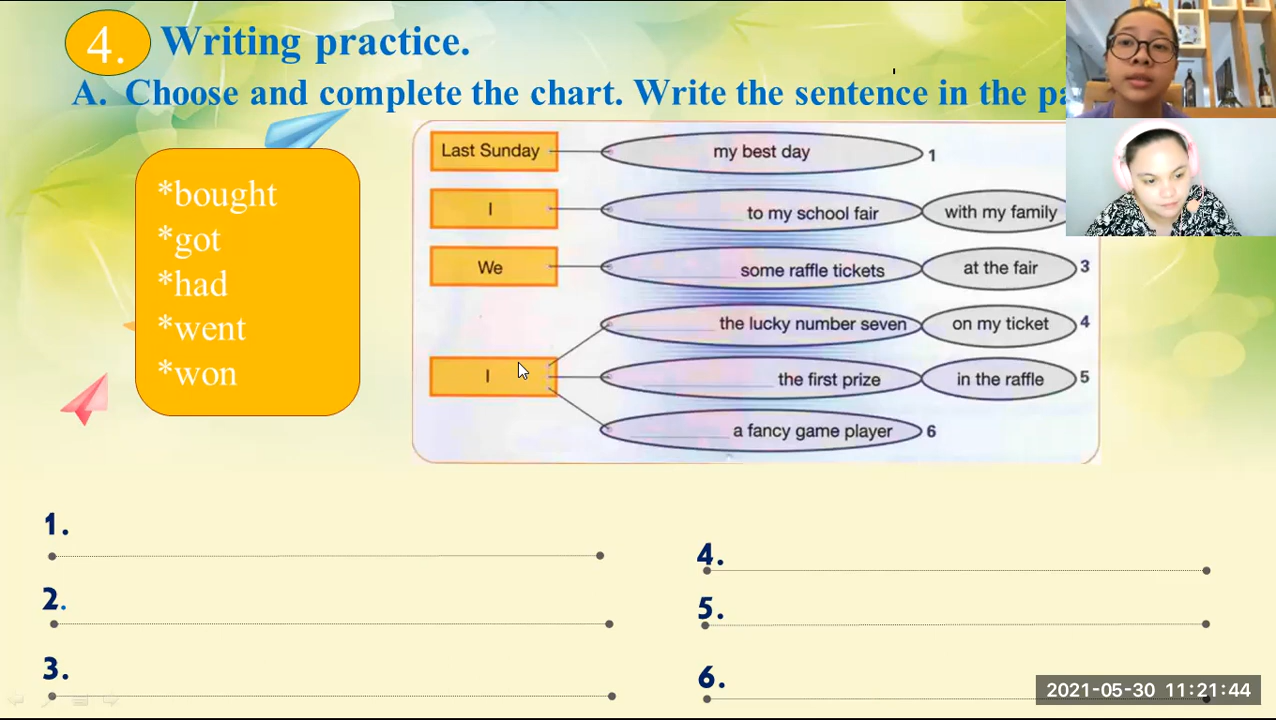 4. Writing practice.
A. Choose and complete the chart. Write the sentence in the
*bought
*got
*had
*went
*won
Last Sunday my best day 1
I to my school fair with my family
We some raffle tickets at the fair 3
the lucky number seven on my ticket 4
I the first prize in the raffle 5
a fancy game player 6
1.
2.
3.
4.
5.
6.
2021-05-30 11:21:44